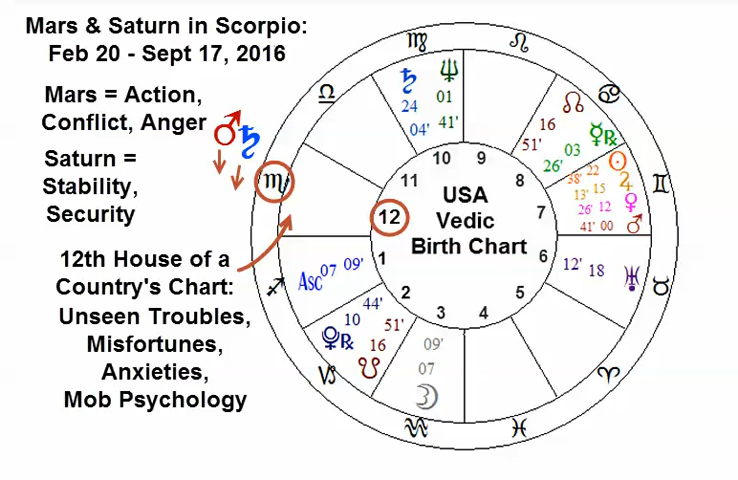 Mars & Saturn in Scorpio:
Feb 20 - Sept 17, 2016
Mars = Action,
Conflict, Anger
Saturn =
Stability,
Security
12th House of a
Country's Chart:
Unseen Troubles,
Misfortunes,
Anxieties,
Mob Psychology
USA
Vedic
Birth Chart
♂ ♄
♍ ♌ ♋ ♊ ♉ ♈ ♓ ♒ ♑ ♐ ♏ ♎
10 9 8 7 6 5 4 3 2 1 12 11
♄ 24 04'
♆ 01 41'
☊ 16 51'
☿ ℞ 03 26'
☉ 22 38'
♃ 15 13'
♀ 12 26'
♂ 00 41'
♅ 18 12'
☽ 07 09'
☋ 16 51'
♇ ℞ 10 44'
Asc 07 09'